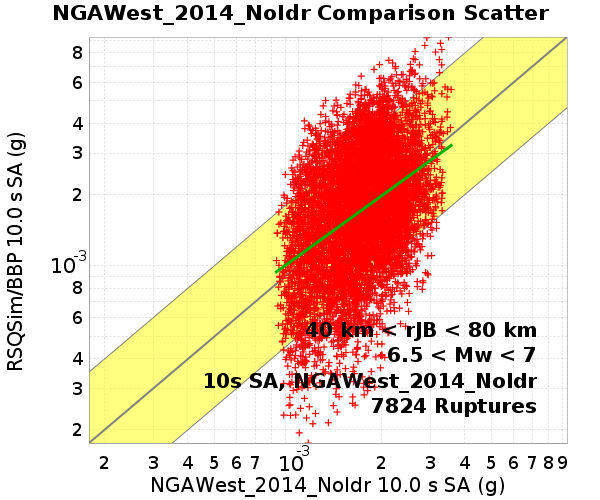 NGAWest_2014_NoIdr Comparison Scatter
8
6
4
3
2
10-3
8
6
4
3
2
RSQSim/BBP 10.0 s SA (g)
40 km < rJB < 80 km
6.5 < Mw < 7
10s SA, NGAWest_2014_NoIdr
7824 Ruptures
2 3 4 5 6 7 10-3 2 3 4 5 6 7 8 9
NGAWest_2014_NoIdr 10.0 s SA (g)